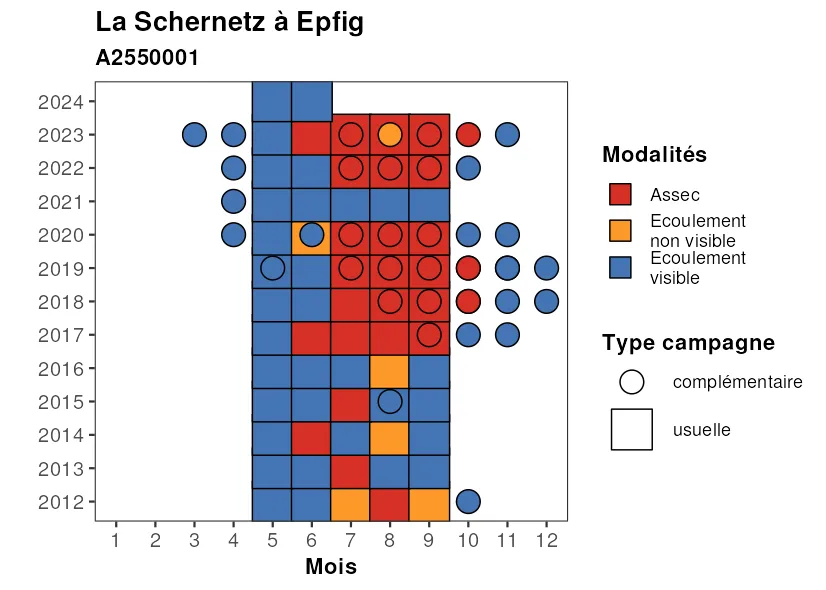 La Schernetz à Epfig
A2550001
2024
2023
2022
2021
2020
2019
2018
2017
2016
2015
2014
2013
2012
1 2 3 4 5 6 7 8 9 10 11 12
Mois
Modalités
Assec
Ecoulement
non visible
Ecoulement
visible
Type campagne
complémentaire
usuelle